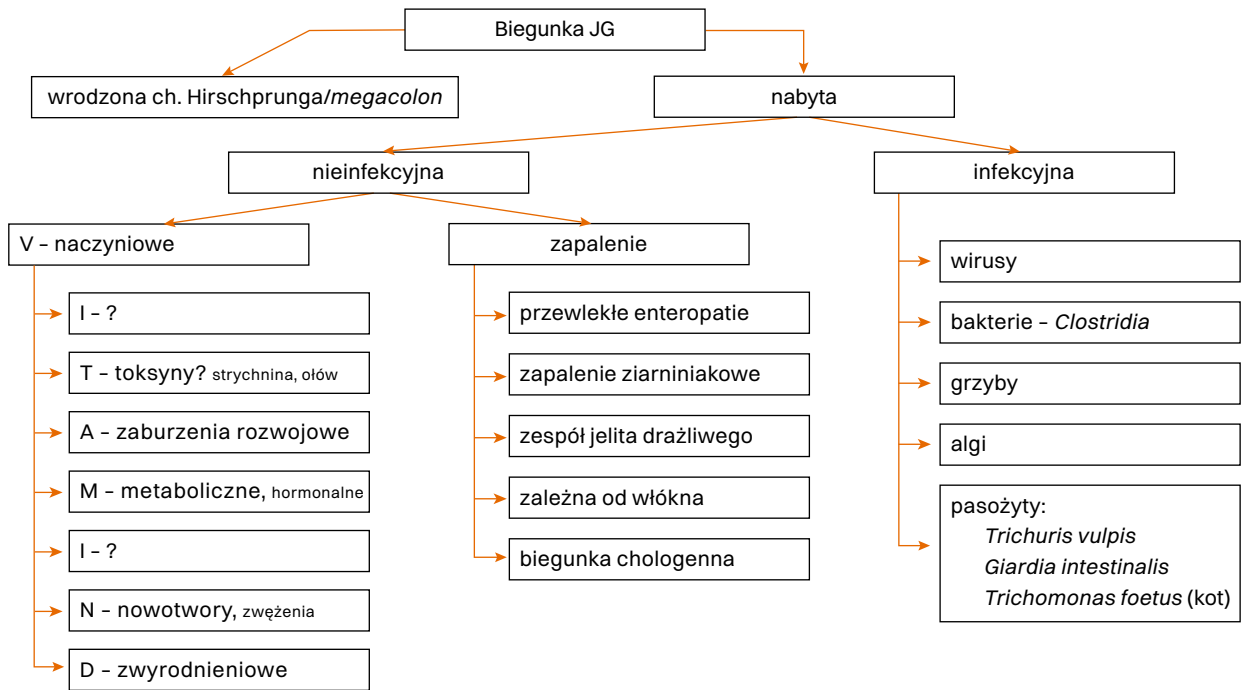 Biegunka JG
wrodzona ch. Hirschprunga/megacolon
nabyta
nieinfekcyjna
infekcyjna
V – naczyniowe
I – ?
T – toksyny? strychnina, ołów
A – zaburzenia rozwojowe
M – metaboliczne, hormonalne
I – ?
N – nowotwory, zwężenia
D – zwyrodnieniowe
zapalenie
przewlekłe enteropatie
zapalenie ziarniniakowe
zespół jelita drażliwego
zależna od włókna
biegunka chologenna
wirusy
bakterie – Clostridia
grzyby
algi
pasożyty:
Trichuris vulpis
Giardia intestinalis
Trichomonas foetus (kot)